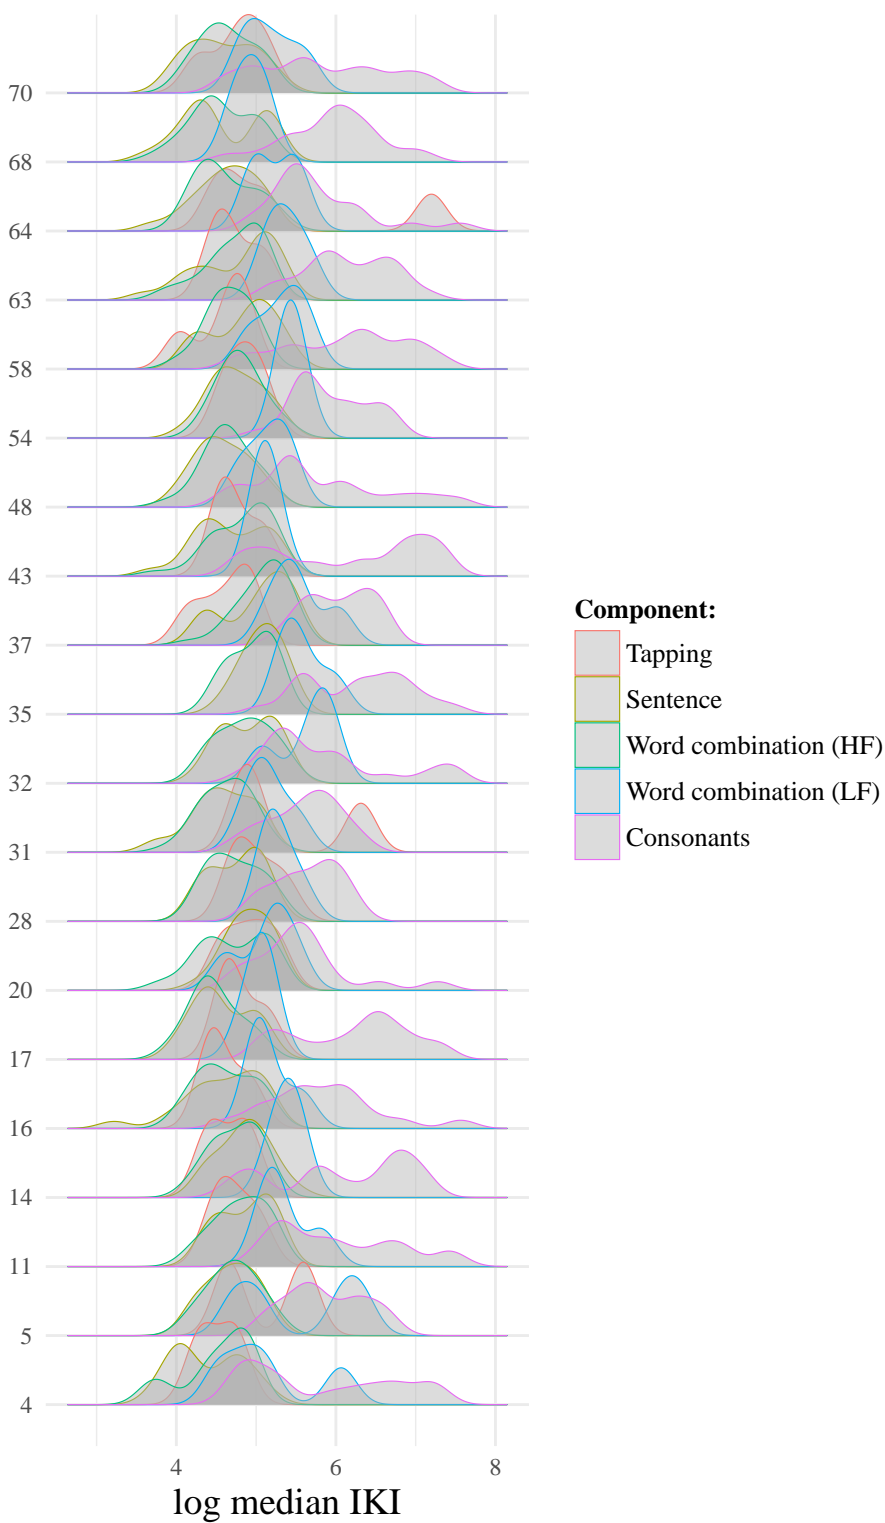 70
68
64
63
58
54
48
43
37
35
32
31
28
20
17
16
14
11
5
4
4 6 8
log median IKI
Component:
Tapping
Sentence
Word combination (HF)
Word combination (LF)
Consonants